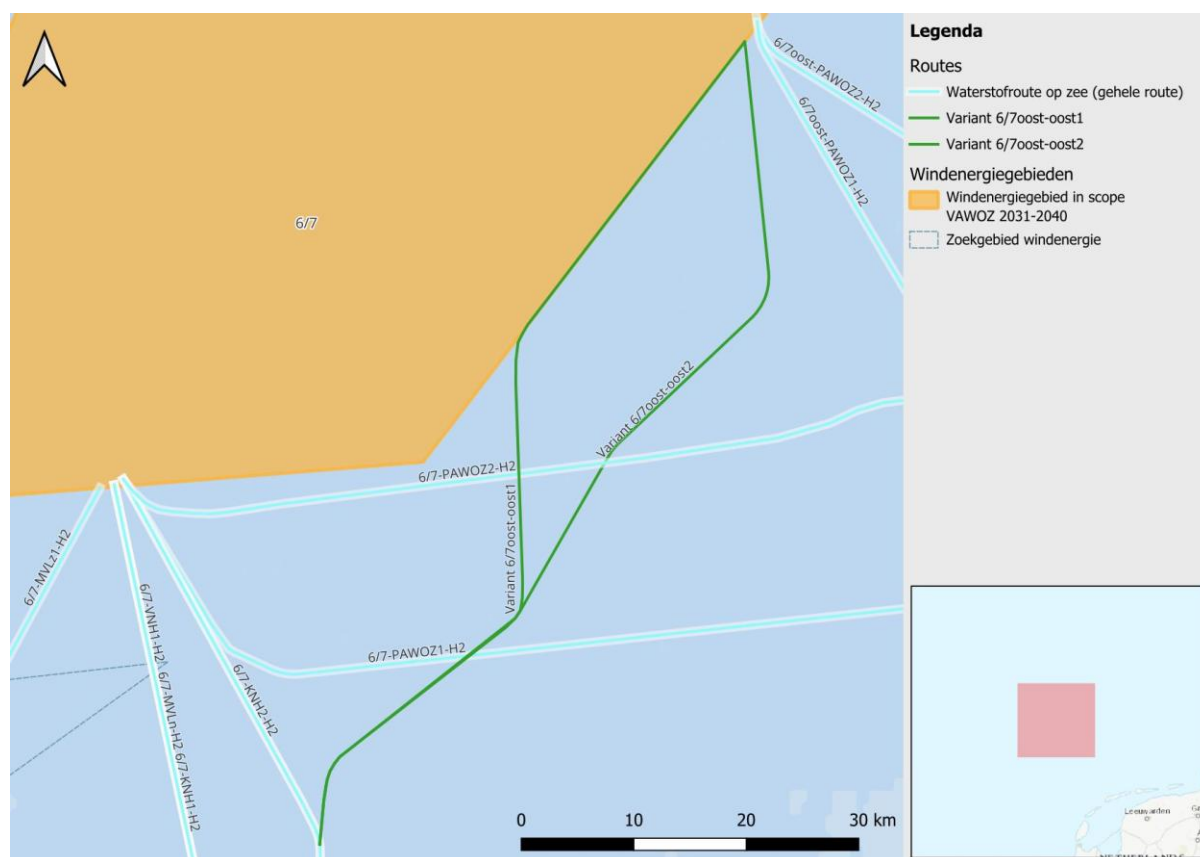 Legenda
Routes
Waterstofroute op zee (gehele route)
Variant 6/7oost-oost1
Variant 6/7oost-oost2
Windenergiegebieden
Windenergiegebied in scope
VAWOZ 2031-2040
Zoekgebied windenergie
6/7oost-PAWOZ2-H2
6/7oost-PAWOZ1-H2
6/7
Variant 6/7oost-oost2
6/7-PAWOZ2-H2
Variant 6/7oost-oost1
6/7-MVLz1-H2
6/7-VNH1-H2
6/7-MVLn-H2
6/7-KNH1-H2
6/7-KNH2-H2
6/7-PAWOZ1-H2
0 10 20 30 km
Leeuwarden